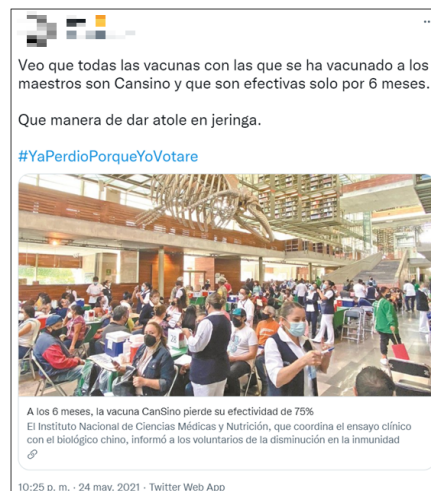 Veo que todas las vacunas con las que se ha vacunado a los
maestros son Cansino y que son efectivas solo por 6 meses.
Que manera de dar atole en jeringa.
#YaPerdioPorqueYoVotare
A los 6 meses, la vacuna CanSino pierde su efectividad de 75%
El Instituto Nacional de Ciencias Médicas y Nutrición, que coordina el ensayo clínico
con el biológico chino, informó a los voluntarios de la disminución en la inmunidad
10:25 p. m. · 24 may. 2021 · Twitter Web App